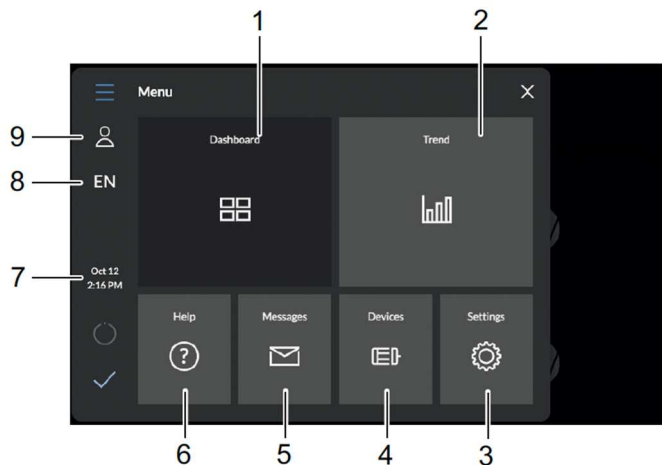 1
2
Menu
9
Dashboard
Trend
8
EN
7
Oct 12
2:16 PM
Help
Messages
Devices
Settings
?
6
5
4
3